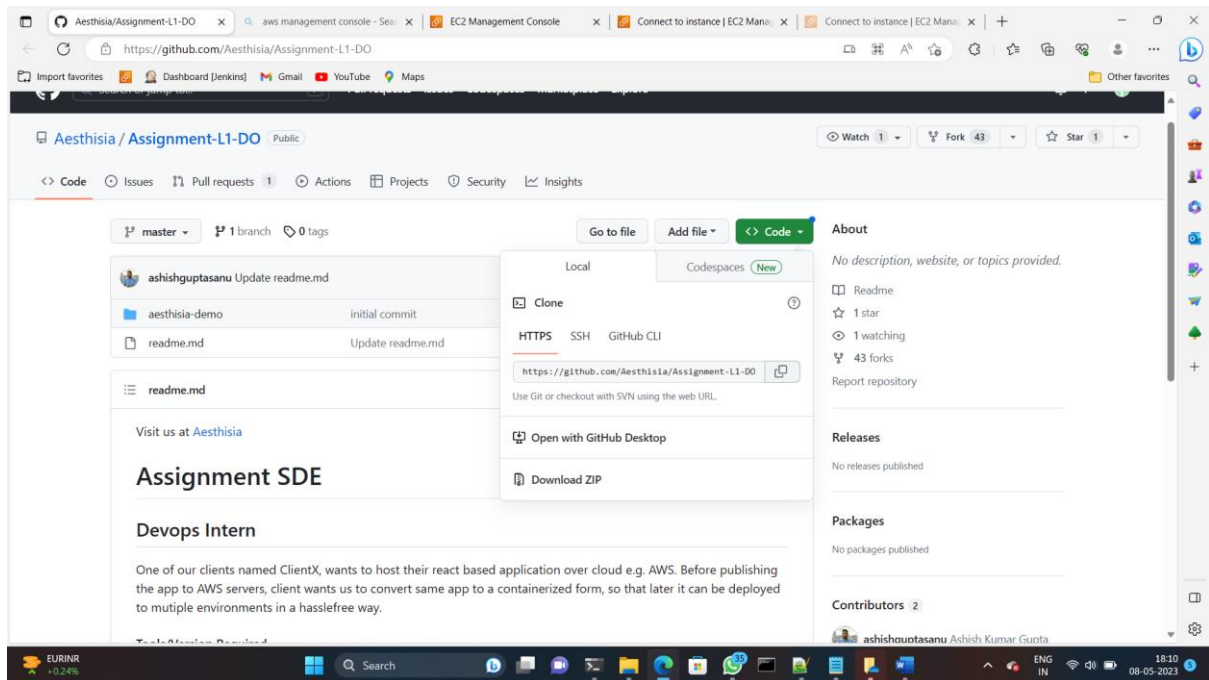 Aesthisia/Assignment-L1-DO
aws management console - Sear
EC2 Management Console
Connect to instance | EC2 Manag
Connect to instance | EC2 Manag
https://github.com/Aesthisia/Assignment-L1-DO
Import favorites
Dashboard [Jenkins]
Gmail
YouTube
Maps
Other favorites
Aesthisia / Assignment-L1-DO Public
Watch 1
Fork 43
Star 1
<> Code
Issues
Pull requests 1
Actions
Projects
Security
Insights
master
1 branch
0 tags
Go to file
Add file
<> Code
About
No description, website, or topics provided.
Readme
1 star
1 watching
43 forks
Report repository
Local
Codespaces New
Clone
HTTPS SSH GitHub CLI
https://github.com/Aesthisia/Assignment-L1-DO
Use Git or checkout with SVN using the web URL.
Open with GitHub Desktop
Download ZIP
ashishguptasanu Update readme.md
aesthisia-demo initial commit
readme.md Update readme.md
readme.md
Visit us at Aesthisia
Assignment SDE
Devops Intern
One of our clients named ClientX, wants to host their react based application over cloud e.g. AWS. Before publishing
the app to AWS servers, client wants us to convert same app to a containerized form, so that later it can be deployed
to mutiple environments in a hasslefree way.
Releases
No releases published
Packages
No packages published
Contributors 2
ashishguptasanu Ashish Kumar Gupta
EURINR
+0.24%
Search
ENG
IN
18:10
08-05-2023